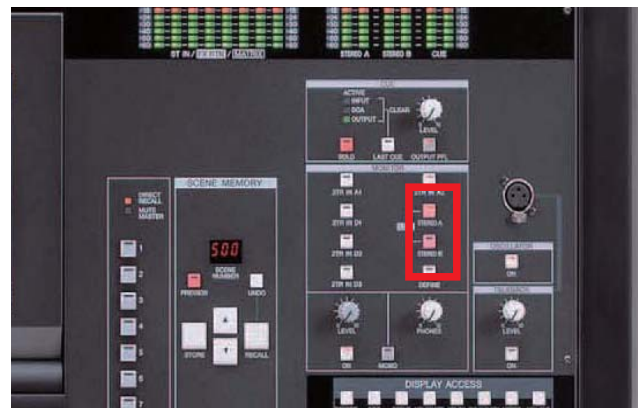 ST IN / FX RTN / MATRIX
STEREO A
STEREO B
CUE
CUE
ACTIVE
INPUT
DCA
OUTPUT
CLEAR
LEVEL
SOLO
LAST CUE
OUTPUT PFL
MONITOR
2TR IN A1
2TR IN A2
2TR IN D1
STEREO A
2TR IN D2
STEREO B
2TR IN D3
DEFINE
LEVEL
PHONES
ON
MONO
OSCILLATOR
ON
TALKBACK
LEVEL
ON
DIRECT
RECALL
MUTE
MASTER
1
2
3
4
5
6
7
SCENE MEMORY
500
SCENE
NUMBER
PREVIEW
UNDO
STORE
RECALL
DISPLAY ACCESS